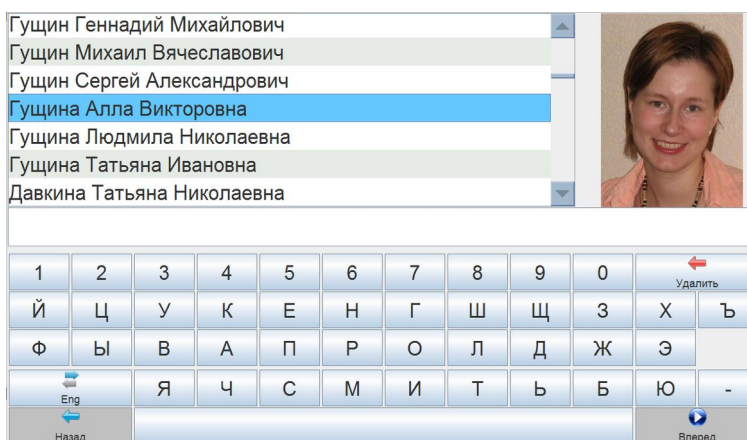 Гущин Геннадий Михайлович
Гущин Михаил Вячеславович
Гущин Сергей Александрович
Гущина Алла Викторовна
Гущина Людмила Николаевна
Гущина Татьяна Ивановна
Давкина Татьяна Николаевна
1 2 3 4 5 6 7 8 9 0 Удалить
Й Ц У К Е Н Г Ш Щ З Х Ъ
Ф Ы В А П Р О Л Д Ж Э
Eng Я Ч С М И Т Ь Б Ю -
Назад Вперед